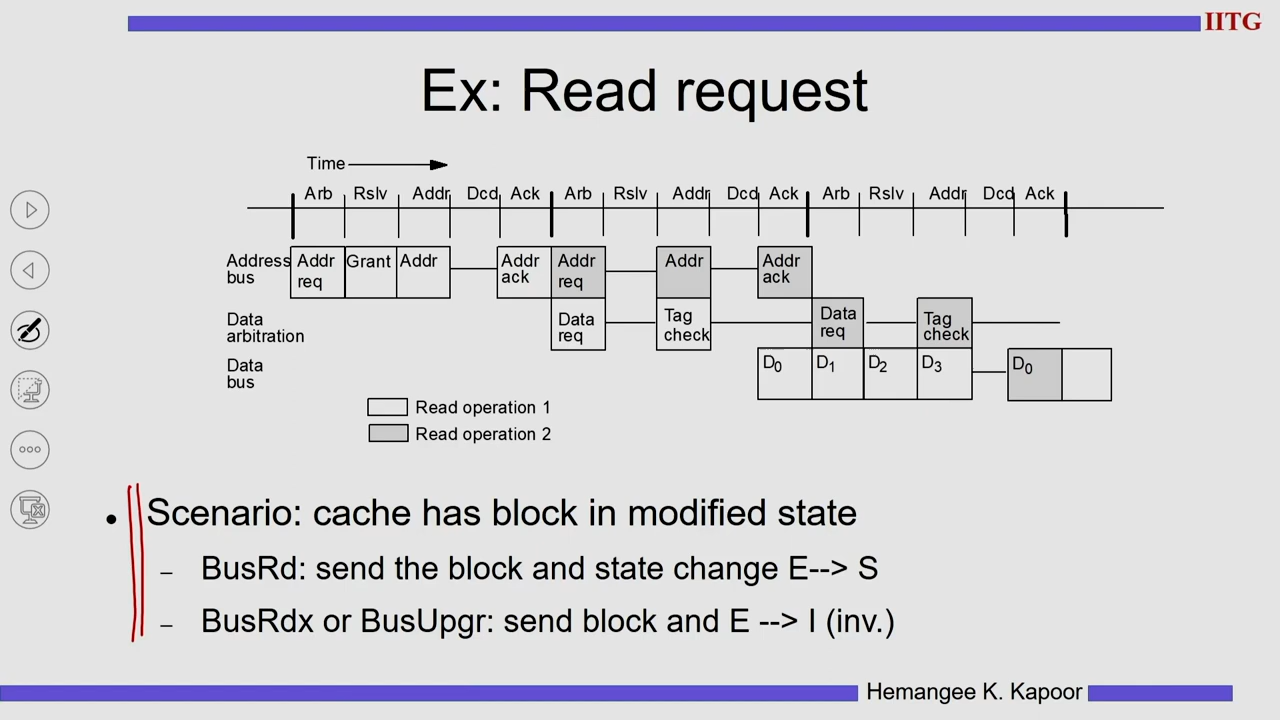 IITG
Ex: Read request
Time
Arb Rslv Addr Dcd Ack Arb Rslv Addr Dcd Ack Arb Rslv Addr Dcd Ack
Address bus
Addr req
Grant
Addr
Addr ack
Addr req
Addr
Addr ack
Data arbitration
Data req
Tag check
Data req
Tag check
Data bus
D0 D1 D2 D3 D0
Read operation 1
Read operation 2
• Scenario: cache has block in modified state
– BusRd: send the block and state change E--> S
– BusRdx or BusUpgr: send block and E --> I (inv.)
Hemangee K. Kapoor